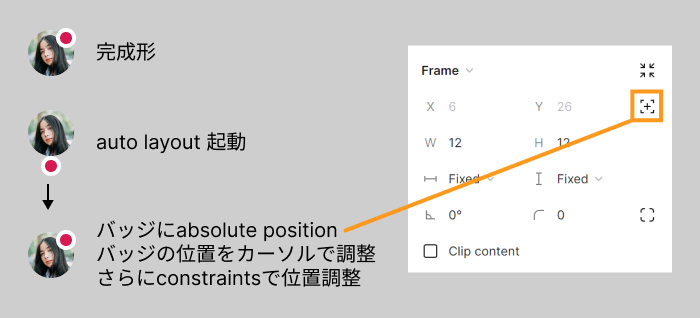 完成形
auto layout 起動
バッジにabsolute position
バッジの位置をカーソルで調整
さらにconstraintsで位置調整
Frame
X 6 Y 26
W 12 H 12
Fixed Fixed
0° 0
Clip content